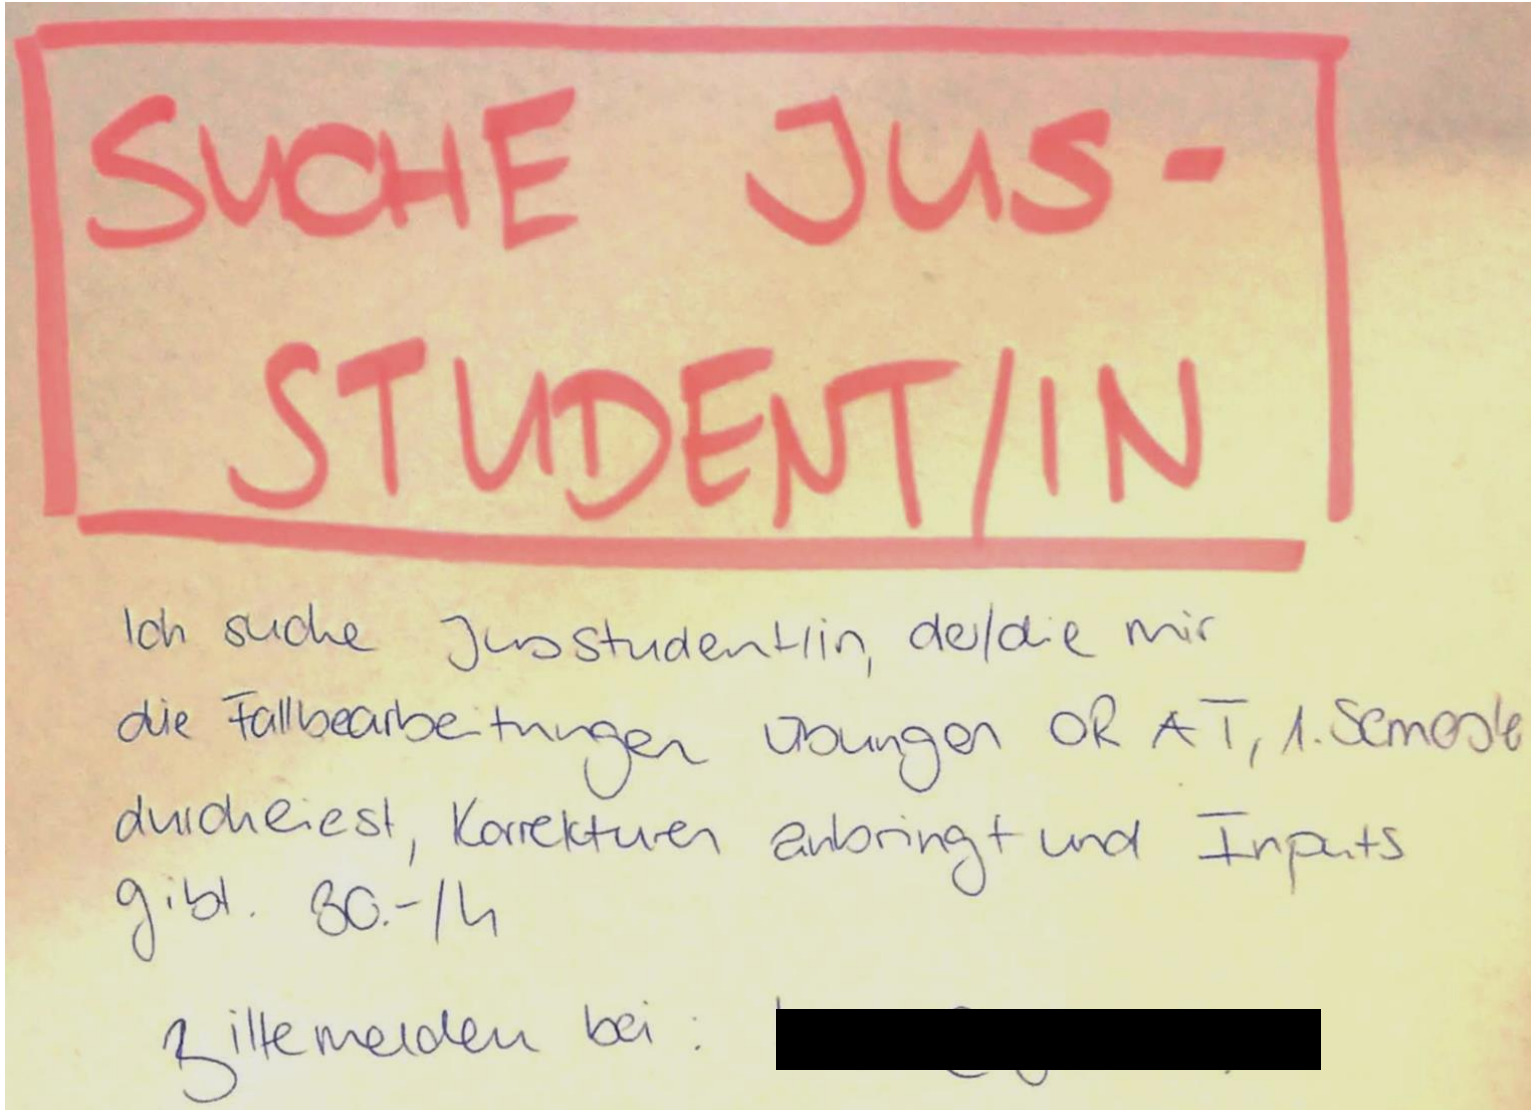 SUCHE JUS-
STUDENT/IN
Ich suche Jusstudent/in, der/die mir
die Fallbearbeitungen Übungen OR AT, 1. Semester
durchliest, Korrekturen anbringt und Inputs
gibt. 30.-/h
Bitte melden bei: